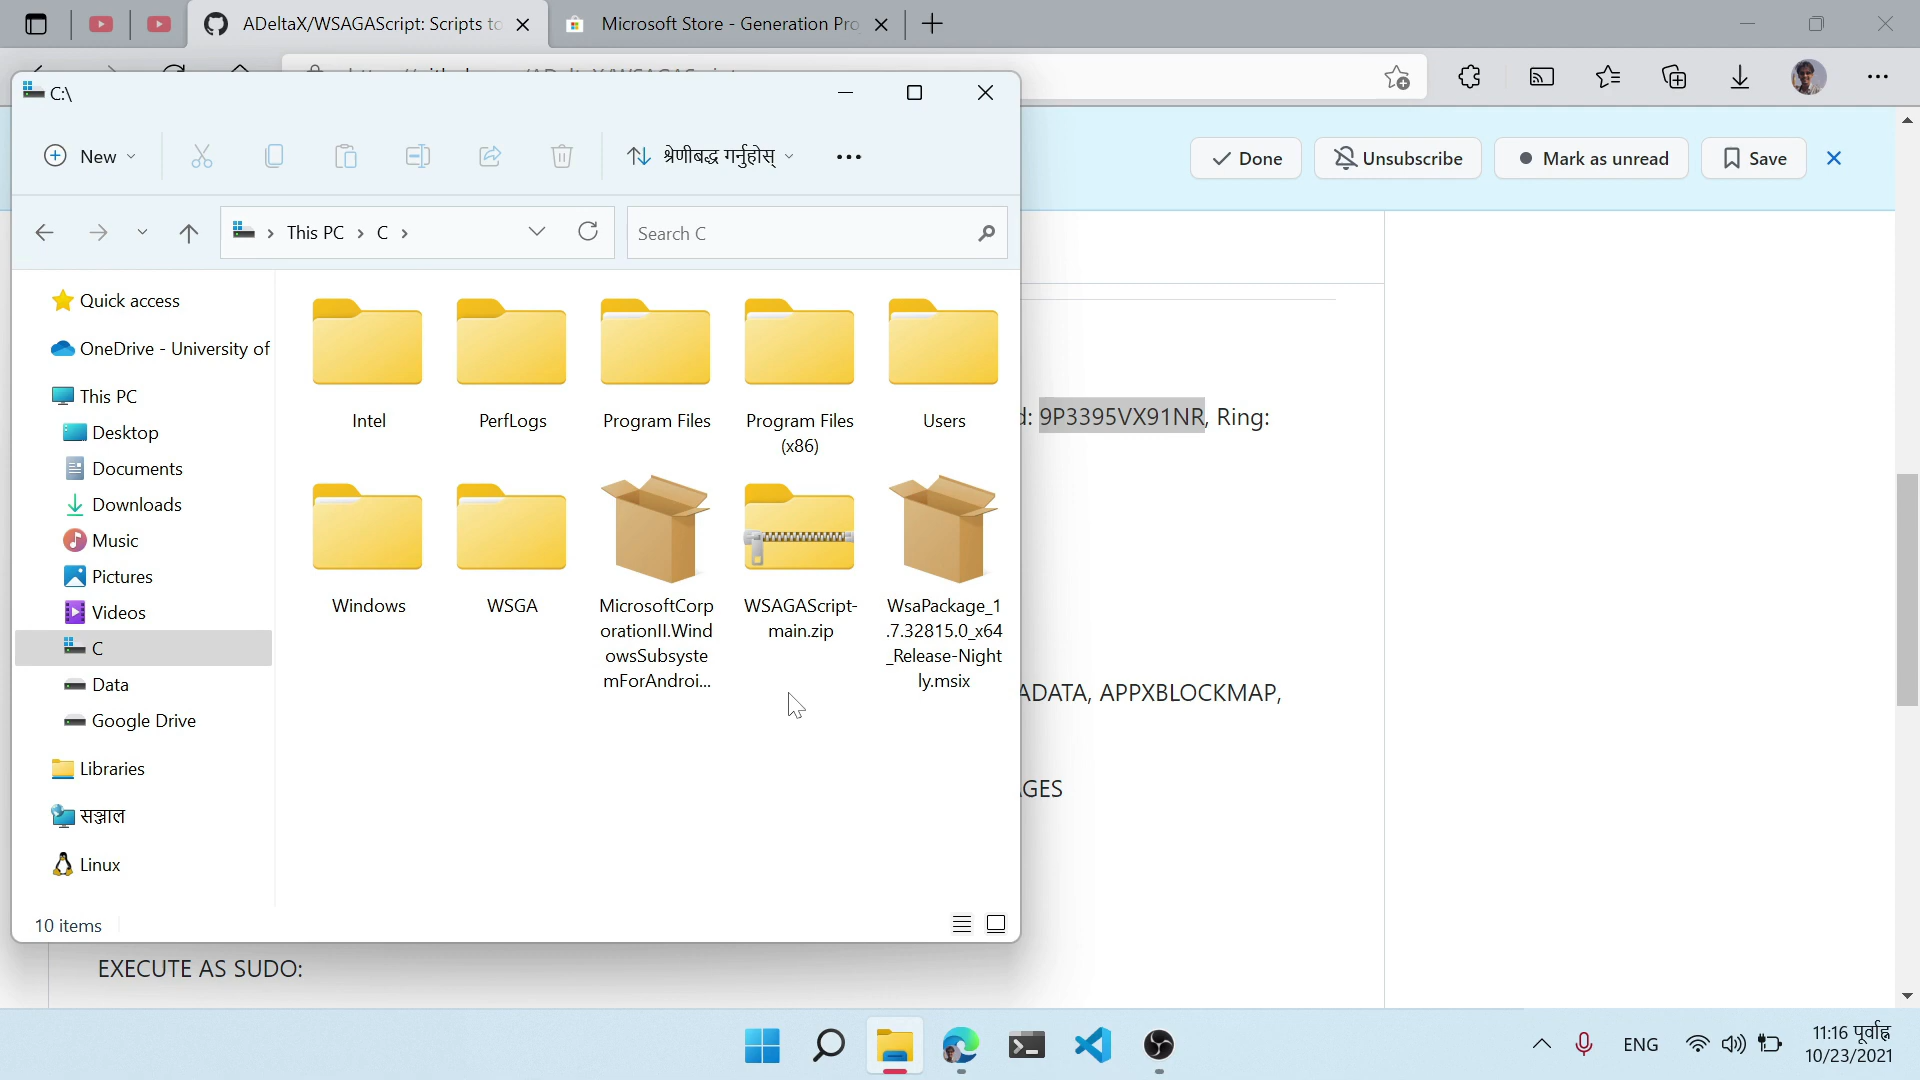 ADeltaX/WSAGAScript: Scripts to
Microsoft Store - Generation Pro
C:\
New
श्रेणीबद्ध गर्नुहोस्
Done
Unsubscribe
Mark as unread
Save
This PC
C
Search C
Quick access
OneDrive - University of
This PC
Desktop
Documents
Downloads
Music
Pictures
Videos
C
Data
Google Drive
Libraries
सञ्जाल
Linux
Intel
PerfLogs
Program Files
Program Files
(x86)
Users
Windows
WSGA
MicrosoftCorp
orationII.Wind
owsSubsyste
mForAndroi...
WSAGAScript-
main.zip
WsaPackage_1
.7.32815.0_x64
_Release-Night
ly.msix
10 items
d: 9P3395VX91NR, Ring:
ADATA, APPXBLOCKMAP,
AGES
EXECUTE AS SUDO:
ENG
11:16 पूर्वाह्न
10/23/2021